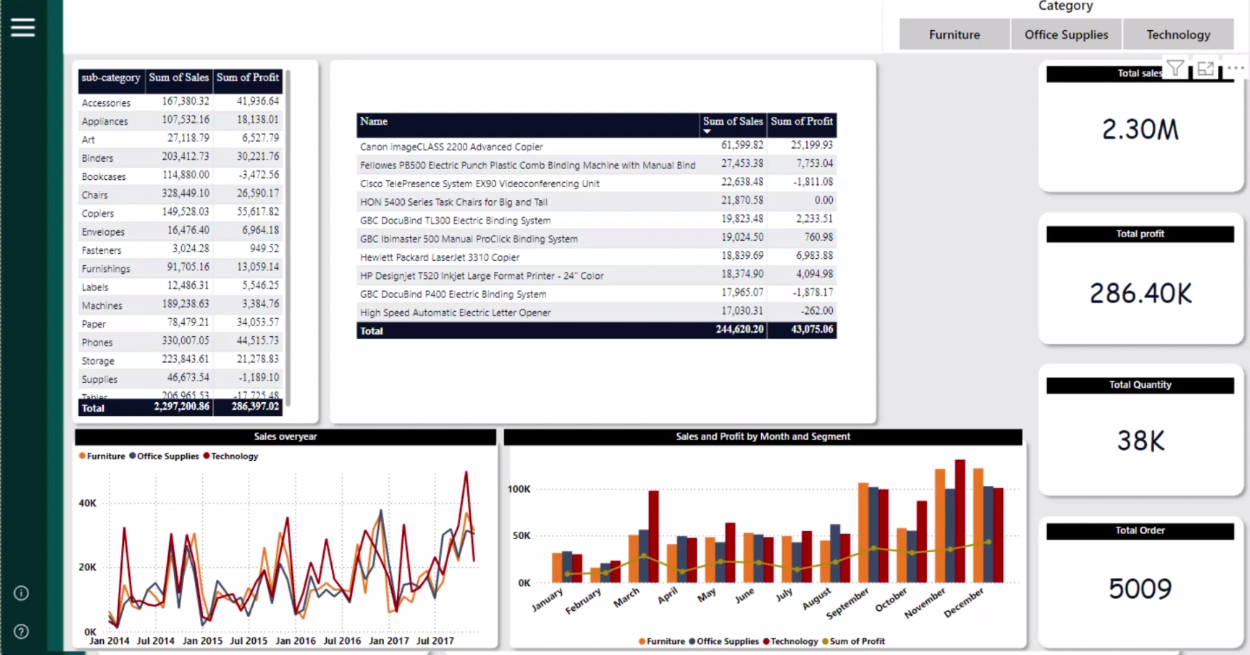 Category
Furniture Office Supplies Technology
sub-category Sum of Sales Sum of Profit
Accessories 167,380.32 41,936.64
Appliances 107,532.16 18,138.01
Art 27,118.79 6,527.79
Binders 203,412.73 30,221.76
Bookcases 114,880.00 -3,472.56
Chairs 328,449.10 26,590.17
Copiers 149,528.03 55,617.82
Envelopes 16,476.40 6,964.18
Fasteners 3,024.28 949.52
Furnishings 91,705.16 13,059.14
Labels 12,486.31 5,546.25
Machines 189,238.63 3,384.76
Paper 78,479.21 34,053.57
Phones 330,007.05 44,515.73
Storage 223,843.61 21,278.83
Supplies 46,673.54 -1,189.10
Tables 206,965.53 -17,725.48
Total 2,297,200.86 286,397.02
Name Sum of Sales Sum of Profit
Canon imageCLASS 2200 Advanced Copier 61,599.82 25,199.93
Fellowes PB500 Electric Punch Plastic Comb Binding Machine with Manual Bind 27,453.38 7,753.04
Cisco TelePresence System EX90 Videoconferencing Unit 22,638.48 -1,811.08
HON 5400 Series Task Chairs for Big and Tall 21,870.58 0.00
GBC DocuBind TL300 Electric Binding System 19,823.48 2,233.51
GBC Ibimaster 500 Manual ProClick Binding System 19,024.50 760.98
Hewlett Packard LaserJet 3310 Copier 18,839.69 6,983.88
HP Designjet T520 Inkjet Large Format Printer - 24" Color 18,374.90 4,094.98
GBC DocuBind P400 Electric Binding System 17,965.07 -1,878.17
High Speed Automatic Electric Letter Opener 17,030.31 -262.00
Total 244,620.20 43,075.06
Total sales
2.30M
Total profit
286.40K
Total Quantity
38K
Total Order
5009
Sales overyear
Furniture Office Supplies Technology
40K
20K
0K
Jan 2014 Jul 2014 Jan 2015 Jul 2015 Jan 2016 Jul 2016 Jan 2017 Jul 2017
Sales and Profit by Month and Segment
100K
50K
0K
January February March April May June July August September October November December
Furniture Office Supplies Technology Sum of Profit